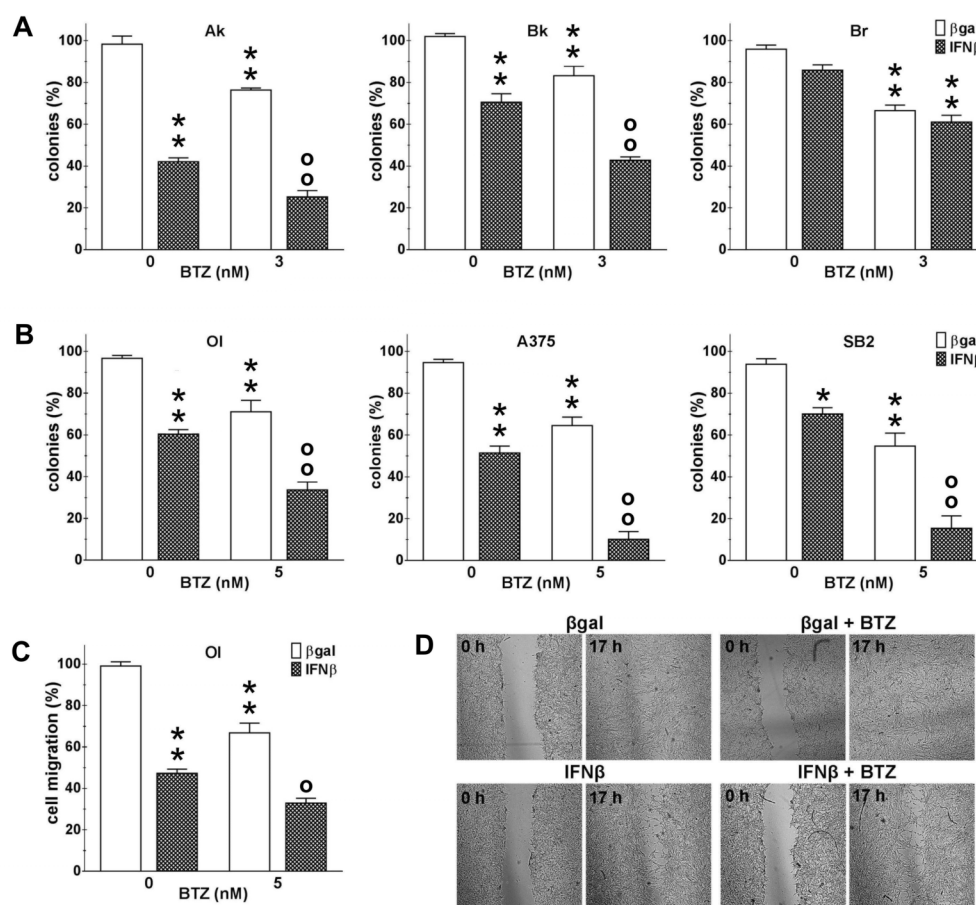 A
Ak
Bk
Br
βgal
IFNβ
colonies (%)
100
80
60
40
20
0
* *
* *
o o
0
3
BTZ (nM)
colonies (%)
100
80
60
40
20
0
* *
* *
o o
0
3
BTZ (nM)
colonies (%)
100
80
60
40
20
0
* *
* *
0
3
BTZ (nM)
B
Ol
A375
SB2
βgal
IFNβ
colonies (%)
100
80
60
40
20
0
* *
* *
o o
0
5
BTZ (nM)
colonies (%)
100
80
60
40
20
0
* *
* *
o o
0
5
BTZ (nM)
colonies (%)
100
80
60
40
20
0
*
* *
o o
0
5
BTZ (nM)
C
Ol
βgal
IFNβ
cell migration (%)
100
80
60
40
20
0
* *
* *
o
0
5
BTZ (nM)
D
βgal
βgal + BTZ
0 h
17 h
0 h
17 h
IFNβ
IFNβ + BTZ
0 h
17 h
0 h
17 h